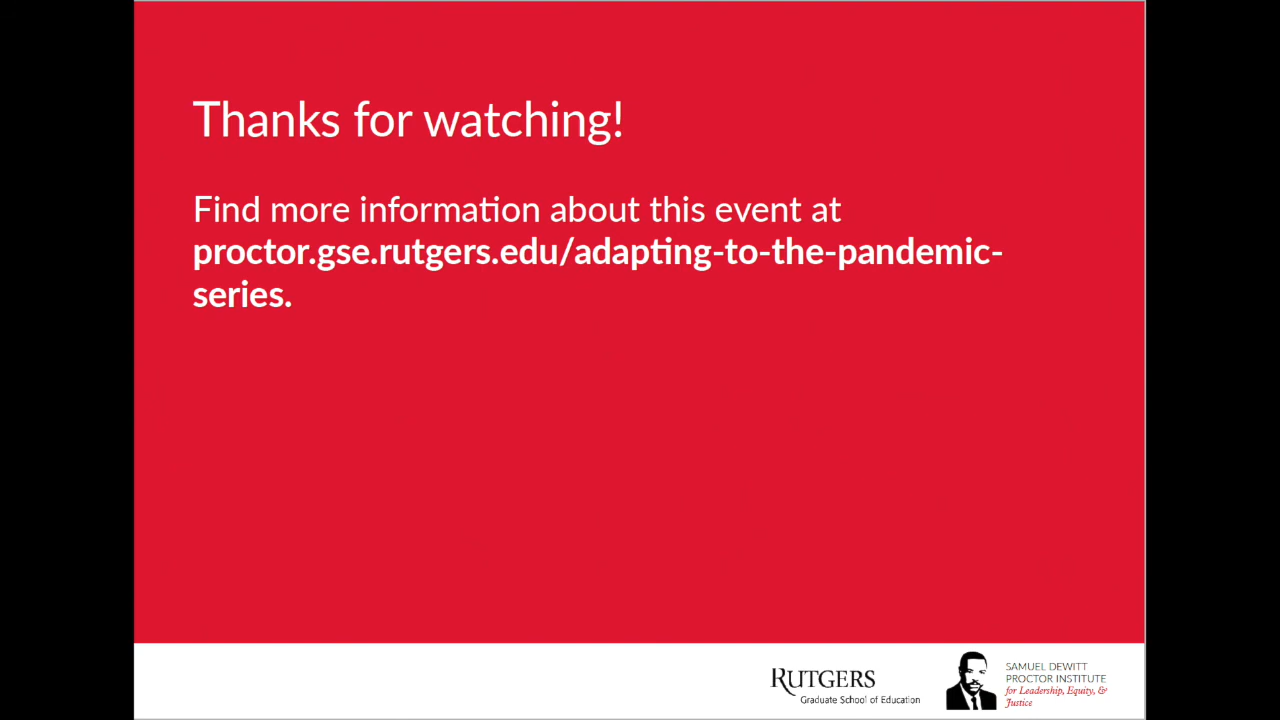 Thanks for watching!
Find more information about this event at
proctor.gse.rutgers.edu/adapting-to-the-pandemic-
series.
RUTGERS
Graduate School of Education
SAMUEL DEWITT
PROCTOR INSTITUTE
for Leadership, Equity, &
Justice